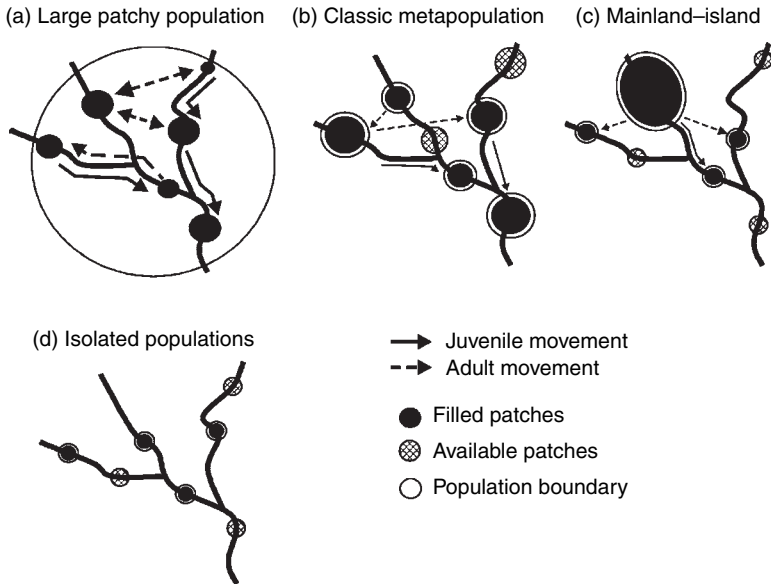 (a) Large patchy population
(b) Classic metapopulation
(c) Mainland–island
(d) Isolated populations
Juvenile movement
Adult movement
Filled patches
Available patches
Population boundary